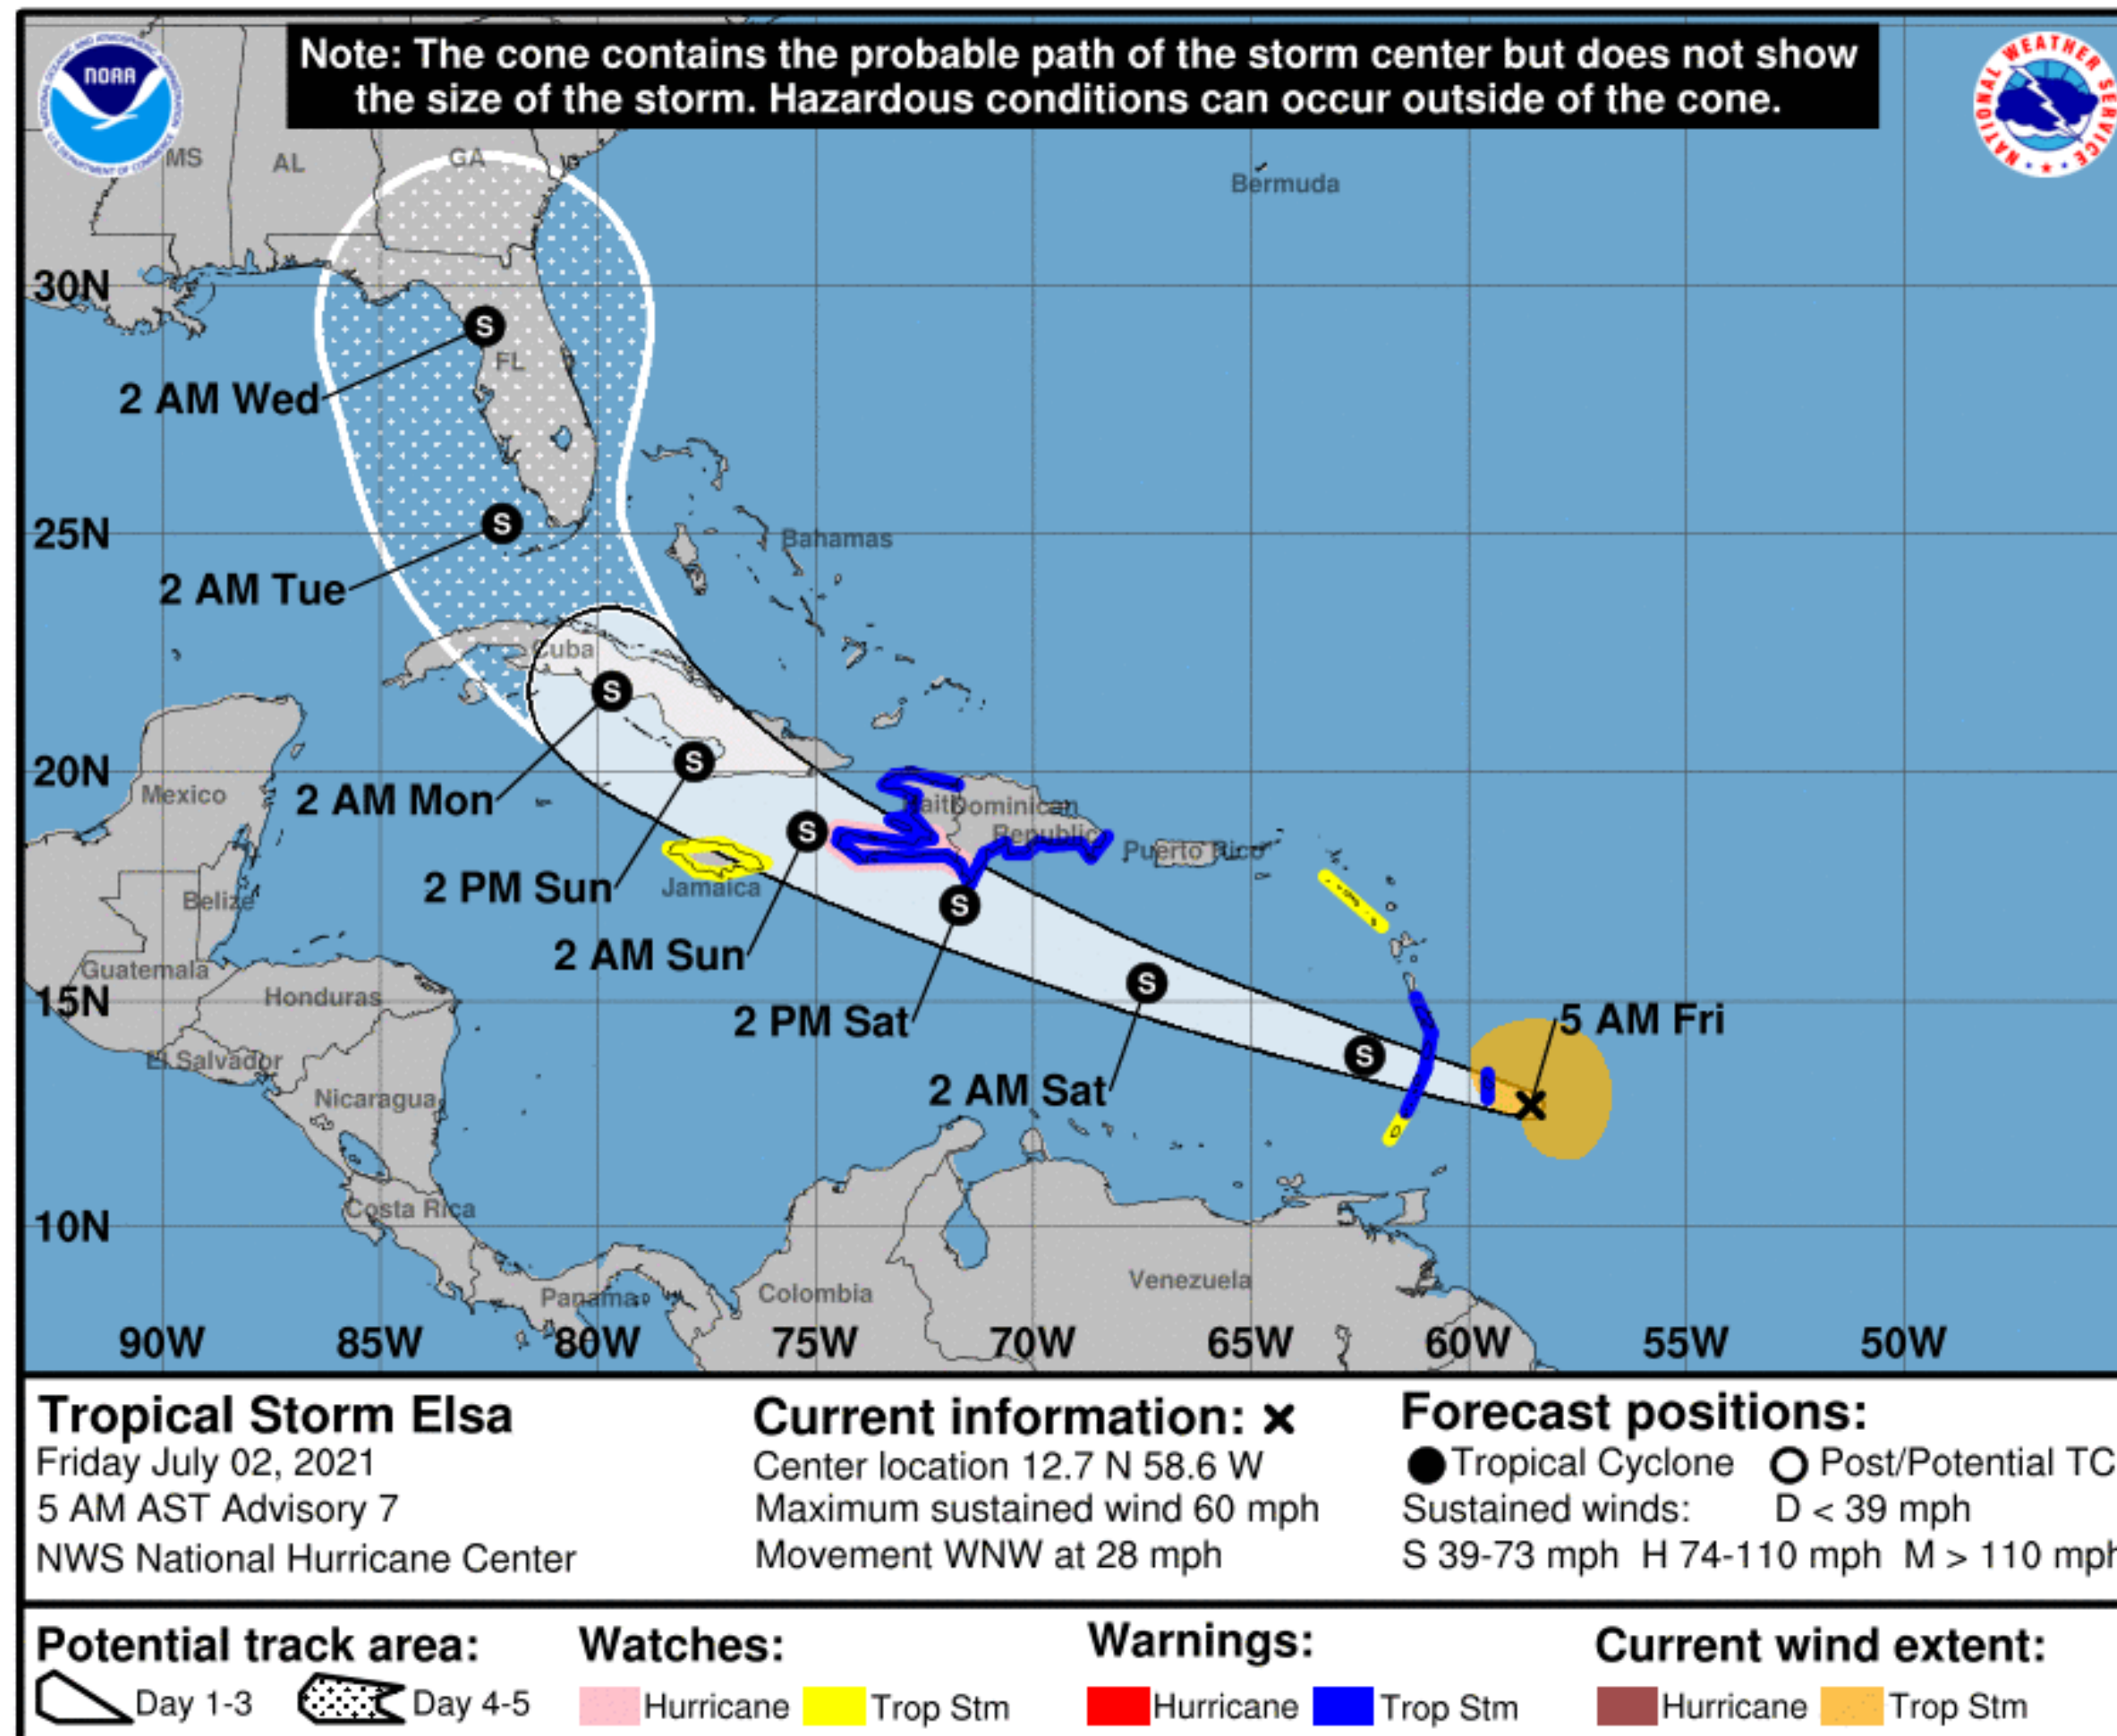 Note: The cone contains the probable path of the storm center but does not show
the size of the storm. Hazardous conditions can occur outside of the cone.
NOAA
NATIONAL WEATHER SERVICE
MS
AL
GA
Bermuda
30N
FL
2 AM Wed
25N
Bahamas
2 AM Tue
Cuba
20N
Mexico
2 AM Mon
Haiti
Dominican
Republic
Puerto Rico
2 PM Sun
Jamaica
Belize
2 AM Sun
Guatemala
15N
Honduras
2 PM Sat
5 AM Fri
El Salvador
Nicaragua
2 AM Sat
10N
Costa Rica
Panama
Colombia
Venezuela
S
S
S
S
S
S
S
S
90W 85W 80W 75W 70W 65W 60W 55W 50W
Tropical Storm Elsa
Friday July 02, 2021
5 AM AST Advisory 7
NWS National Hurricane Center
Current information: x
Center location 12.7 N 58.6 W
Maximum sustained wind 60 mph
Movement WNW at 28 mph
Forecast positions:
Tropical Cyclone Post/Potential TC
Sustained winds: D < 39 mph
S 39-73 mph H 74-110 mph M > 110 mph
Potential track area:
Day 1-3 Day 4-5
Watches:
Hurricane Trop Stm
Warnings:
Hurricane Trop Stm
Current wind extent:
Hurricane Trop Stm